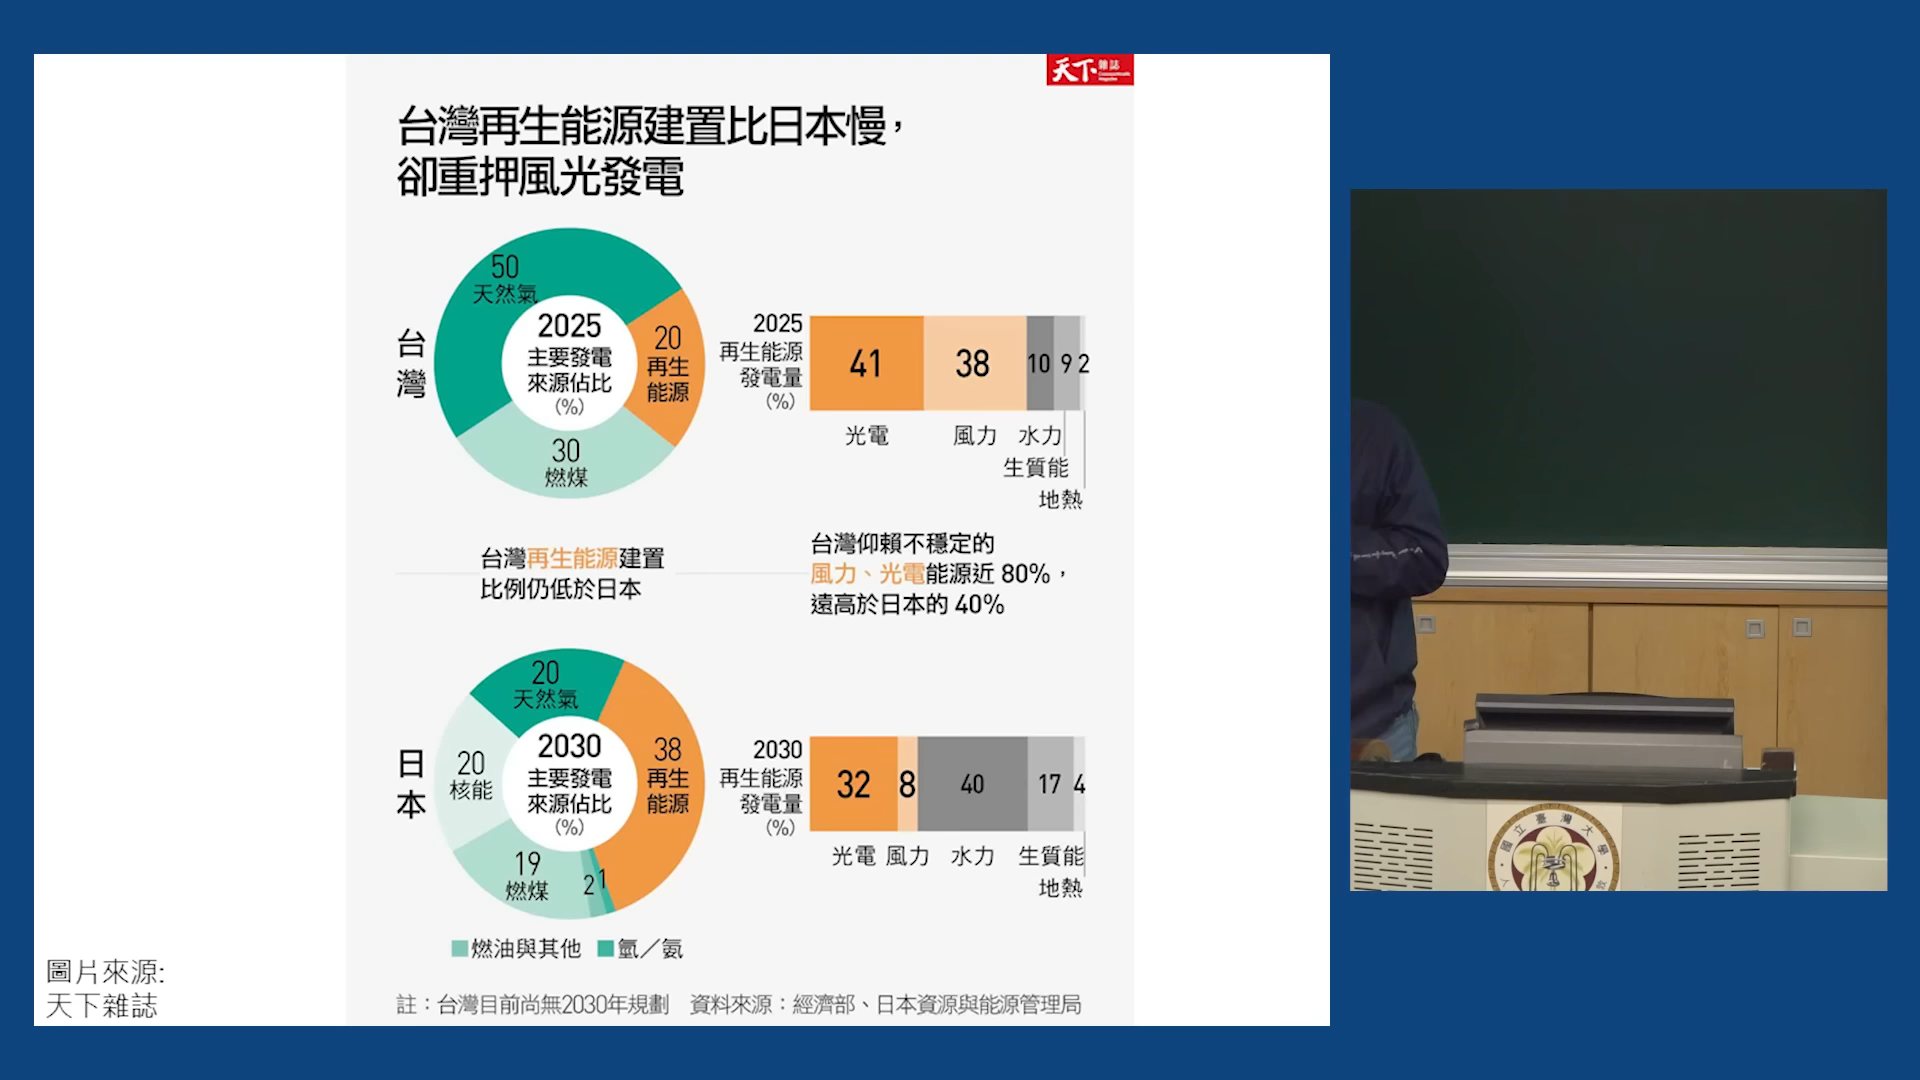 天下雜誌
台灣再生能源建置比日本慢，
卻重押風光發電
台灣
50
天然氣
20
再生
能源
30
燃煤
2025
主要發電
來源佔比
(%)
2025
再生能源
發電量
(%)
41
38
10
9
2
光電
風力
水力
生質能
地熱
台灣再生能源建置
比例仍低於日本
台灣仰賴不穩定的
風力、光電能源近 80%，
遠高於日本的 40%
日本
20
天然氣
38
再生
能源
20
核能
19
燃煤
2
1
2030
主要發電
來源佔比
(%)
2030
再生能源
發電量
(%)
32
8
40
17
4
光電
風力
水力
生質能
地熱
燃油與其他
氫／氨
註：台灣目前尚無2030年規劃 資料來源：經濟部、日本資源與能源管理局
圖片來源:
天下雜誌
國立臺灣大學